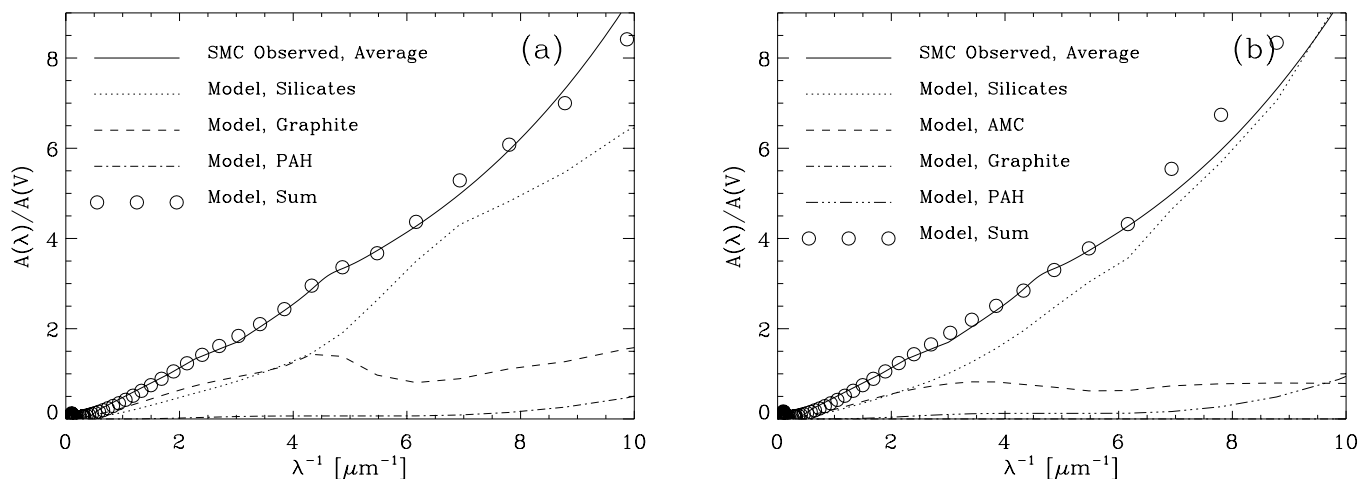 (a)
SMC Observed, Average
Model, Silicates
Model, Graphite
Model, PAH
Model, Sum
A(λ)/A(V)
8
6
4
2
0
0 2 4 6 8 10
λ⁻¹ [μm⁻¹]
(b)
SMC Observed, Average
Model, Silicates
Model, AMC
Model, Graphite
Model, PAH
Model, Sum
A(λ)/A(V)
8
6
4
2
0
0 2 4 6 8 10
λ⁻¹ [μm⁻¹]